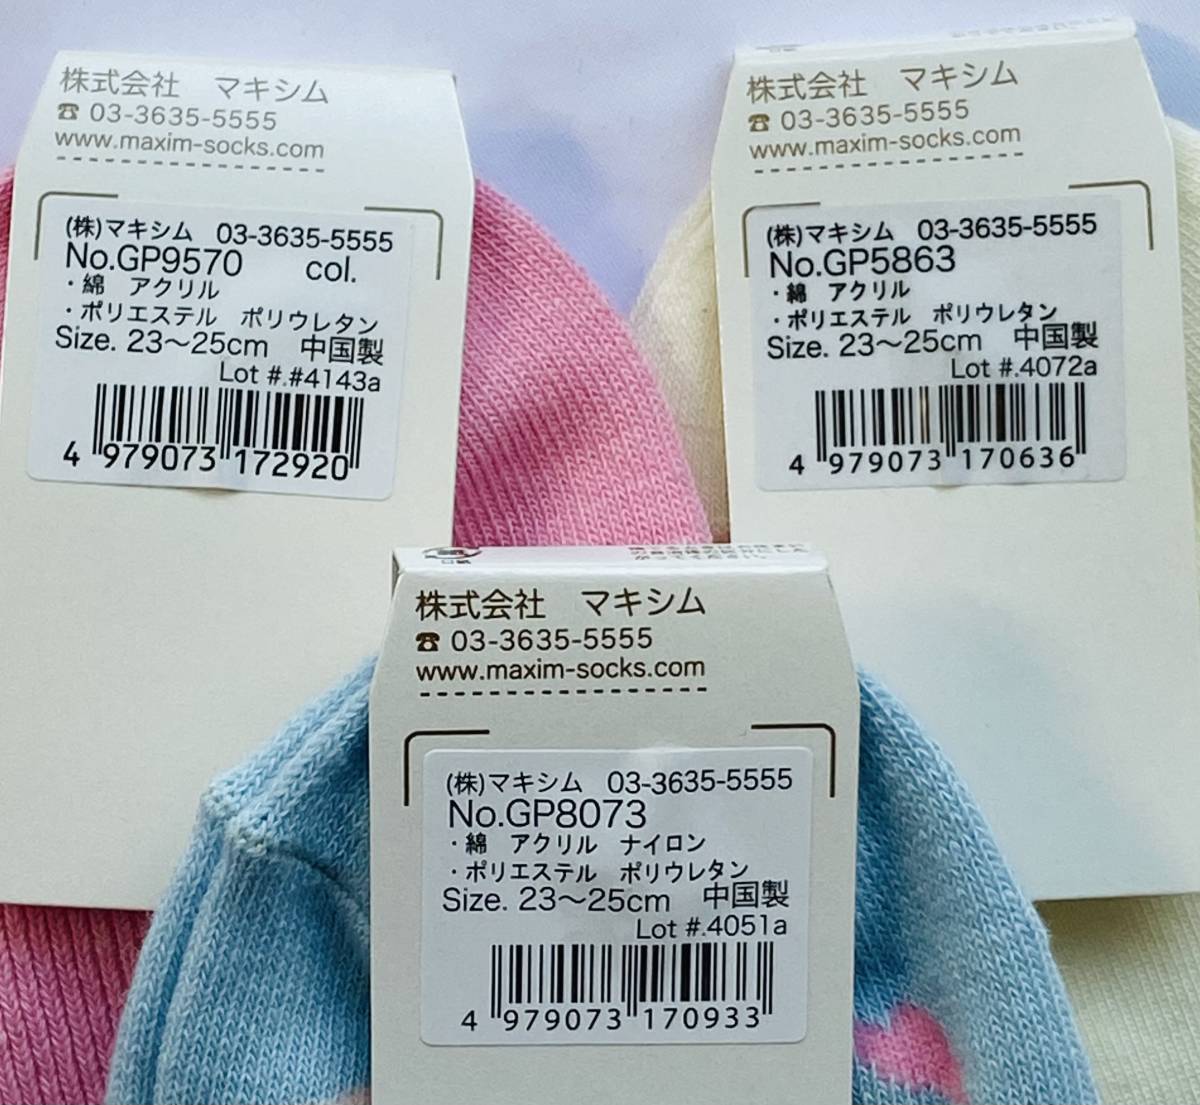 株式会社 マキシム
☎ 03-3635-5555
www.maxim-socks.com
(株)マキシム 03-3635-5555
No.GP9570 col.
・綿 アクリル
・ポリエステル ポリウレタン
Size. 23～25cm 中国製
Lot #.#4143a
4 979073 172920
株式会社 マキシム
☎ 03-3635-5555
www.maxim-socks.com
(株)マキシム 03-3635-5555
No.GP5863
・綿 アクリル
・ポリエステル ポリウレタン
Size. 23～25cm 中国製
Lot #.4072a
4 979073 170636
株式会社 マキシム
☎ 03-3635-5555
www.maxim-socks.com
(株)マキシム 03-3635-5555
No.GP8073
・綿 アクリル ナイロン
・ポリエステル ポリウレタン
Size. 23～25cm 中国製
Lot #.4051a
4 979073 170933